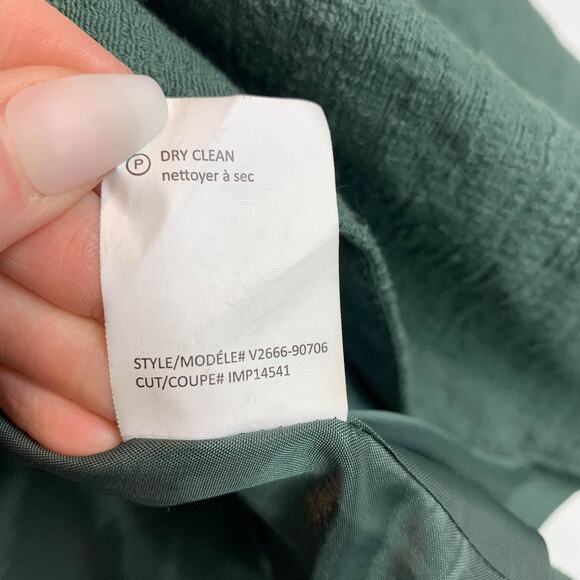 P DRY CLEAN
nettoyer à sec
STYLE/MODÉLE# V2666-90706
CUT/COUPE# IMP14541